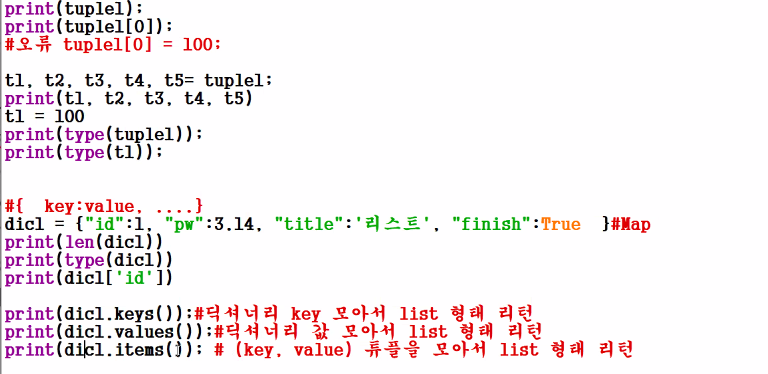 print(tuple1);
print(tuple1[0]);
#오류 tuple1[0] = 100;
t1, t2, t3, t4, t5= tuple1;
print(t1, t2, t3, t4, t5)
t1 = 100
print(type(tuple1));
print(type(t1));
#{  key:value, ....}
dic1 = {"id":1, "pw":3.14, "title":'리스트', "finish":True  }#Map
print(len(dic1))
print(type(dic1))
print(dic1['id'])
print(dic1.keys());#딕셔너리 key 모아서 list 형태 리턴
print(dic1.values());#딕셔너리 값 모아서 list 형태 리턴
print(dic1.items()); # (key, value) 튜플을 모아서 list 형태 리턴